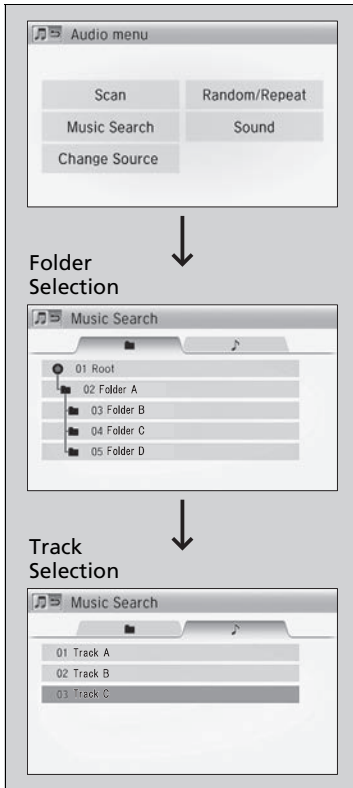 Audio menu
Scan Random/Repeat
Music Search Sound
Change Source
Folder
Selection
Music Search
01 Root
02 Folder A
03 Folder B
04 Folder C
05 Folder D
Track
Selection
Music Search
01 Track A
02 Track B
03 Track C